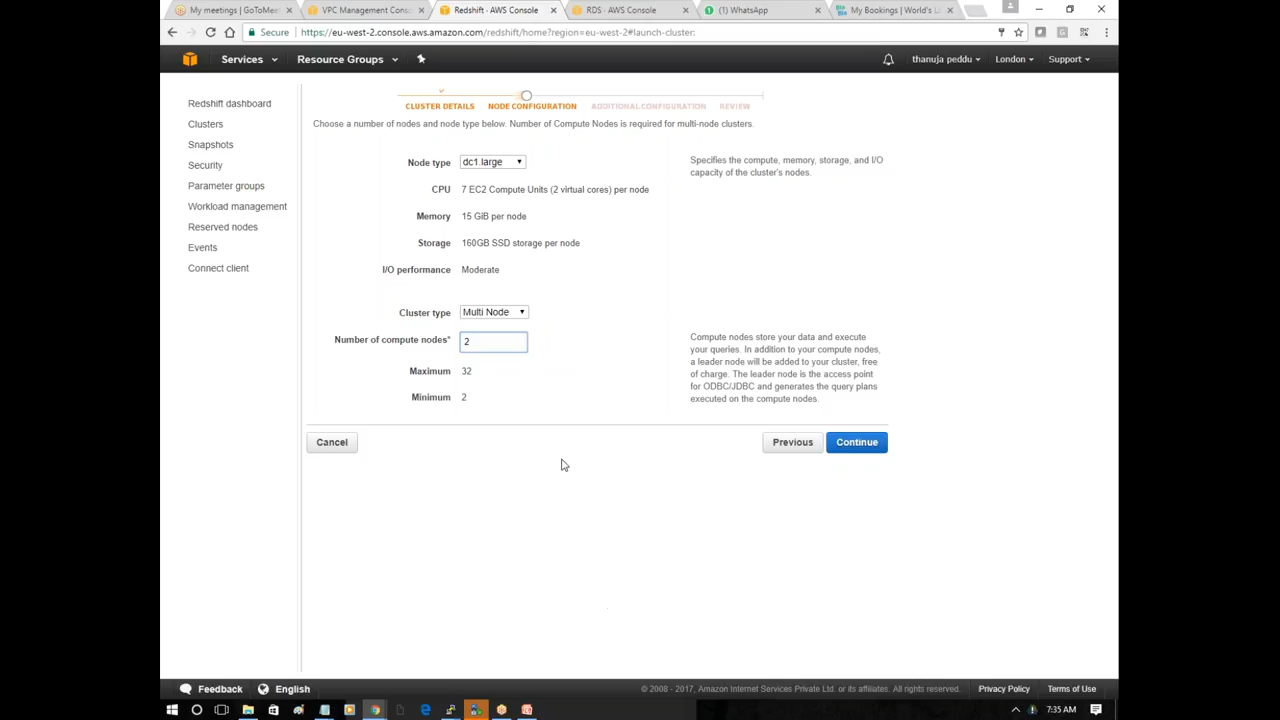 My meetings | GoToMee
VPC Management Cons
Redshift - AWS Console
RDS - AWS Console
(1) WhatsApp
My Bookings | World's L
Secure
https://eu-west-2.console.aws.amazon.com/redshift/home?region=eu-west-2#launch-cluster:
Services
Resource Groups
thanuja peddu
London
Support
Redshift dashboard
Clusters
Snapshots
Security
Parameter groups
Workload management
Reserved nodes
Events
Connect client
CLUSTER DETAILS
NODE CONFIGURATION
ADDITIONAL CONFIGURATION
REVIEW
Choose a number of nodes and node type below. Number of Compute Nodes is required for multi-node clusters.
Node type dc1.large
CPU 7 EC2 Compute Units (2 virtual cores) per node
Memory 15 GiB per node
Storage 160GB SSD storage per node
I/O performance Moderate
Specifies the compute, memory, storage, and I/O
capacity of the cluster's nodes.
Cluster type Multi Node
Number of compute nodes* 2
Maximum 32
Minimum 2
Compute nodes store your data and execute
your queries. In addition to your compute nodes,
a leader node will be added to your cluster, free
of charge. The leader node is the access point
for ODBC/JDBC and generates the query plans
executed on the compute nodes.
Cancel
Previous
Continue
Feedback
English
© 2008 - 2017, Amazon Internet Services Private Ltd. or its affiliates. All rights reserved.
Privacy Policy
Terms of Use
7:35 AM